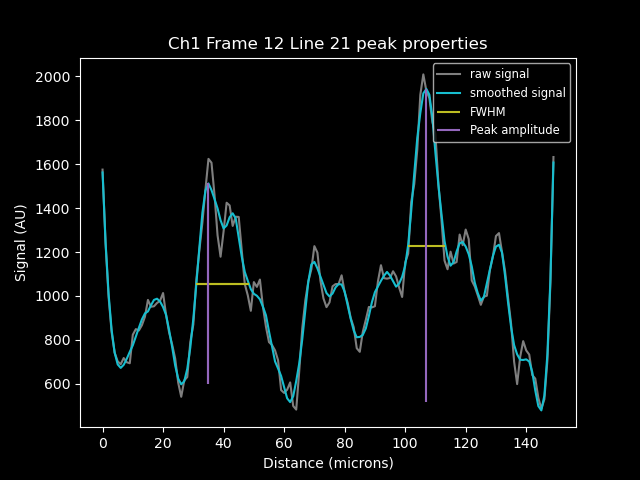 Ch1 Frame 12 Line 21 peak properties
raw signal
smoothed signal
FWHM
Peak amplitude
Signal (AU)
2000
1800
1600
1400
1200
1000
800
600
0 20 40 60 80 100 120 140
Distance (microns)